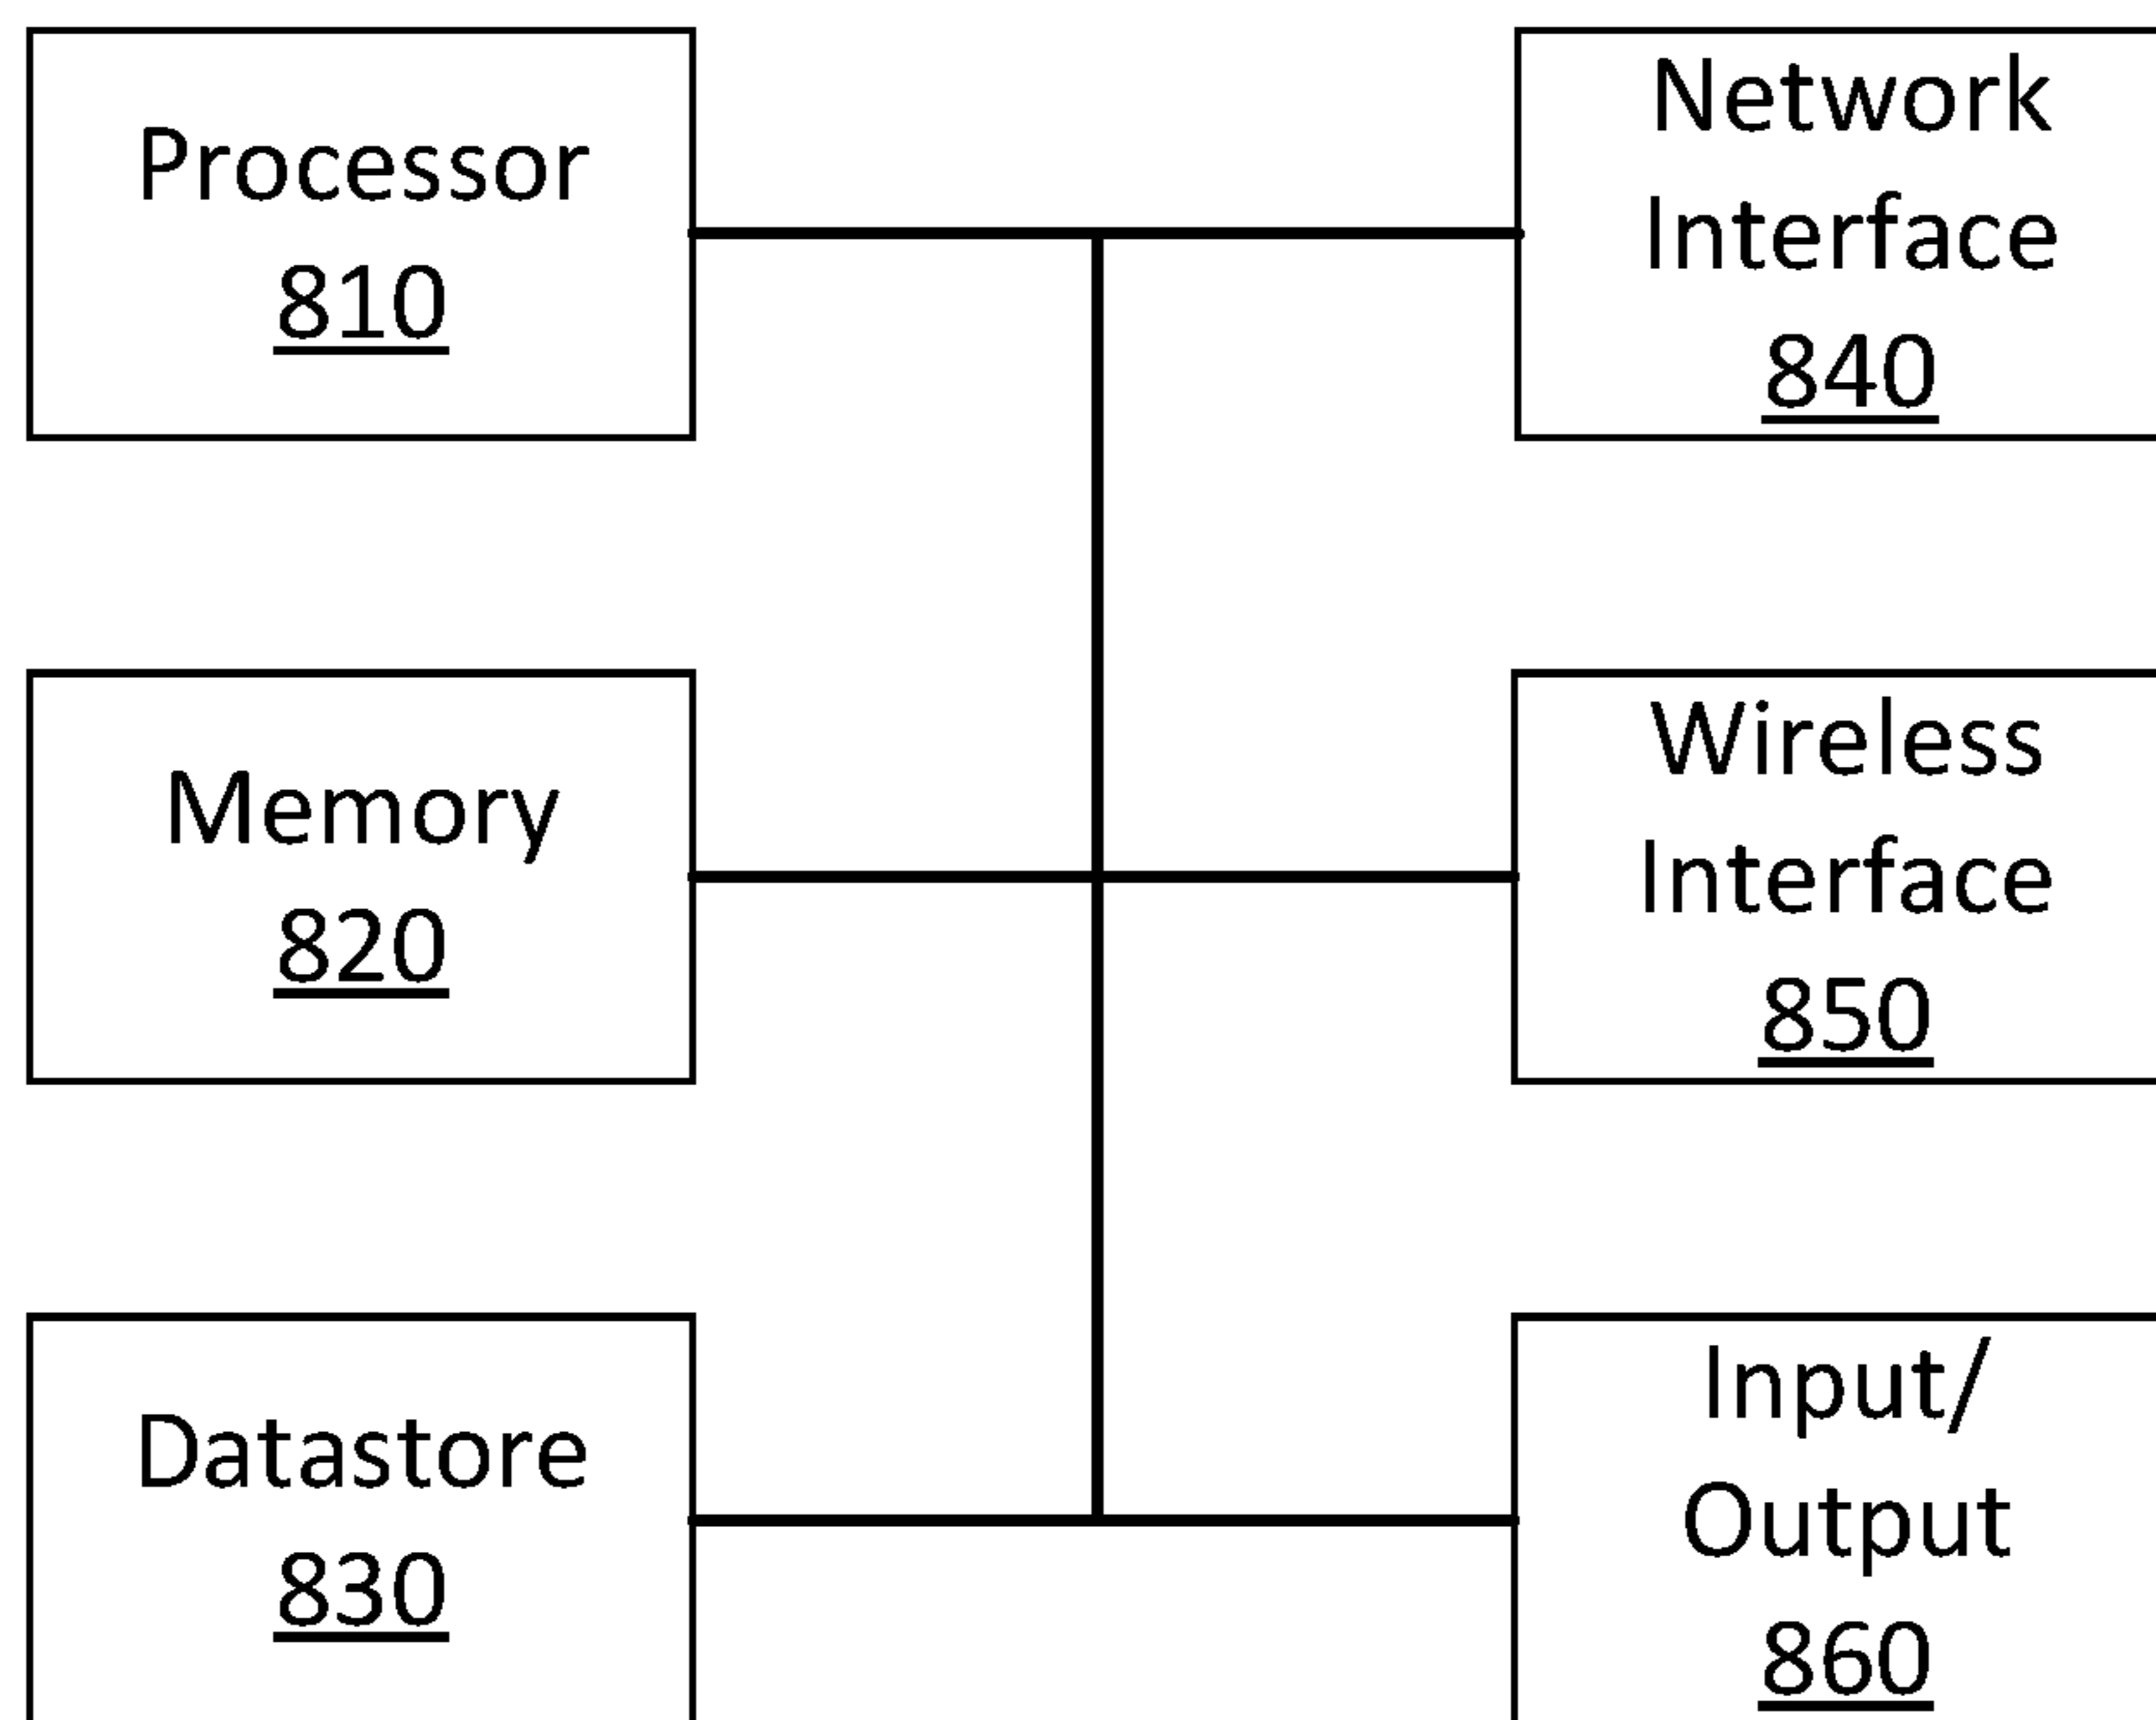 Processor
810
Network
Interface
840
Memory
820
Wireless
Interface
850
Datastore
830
Input/
Output
860